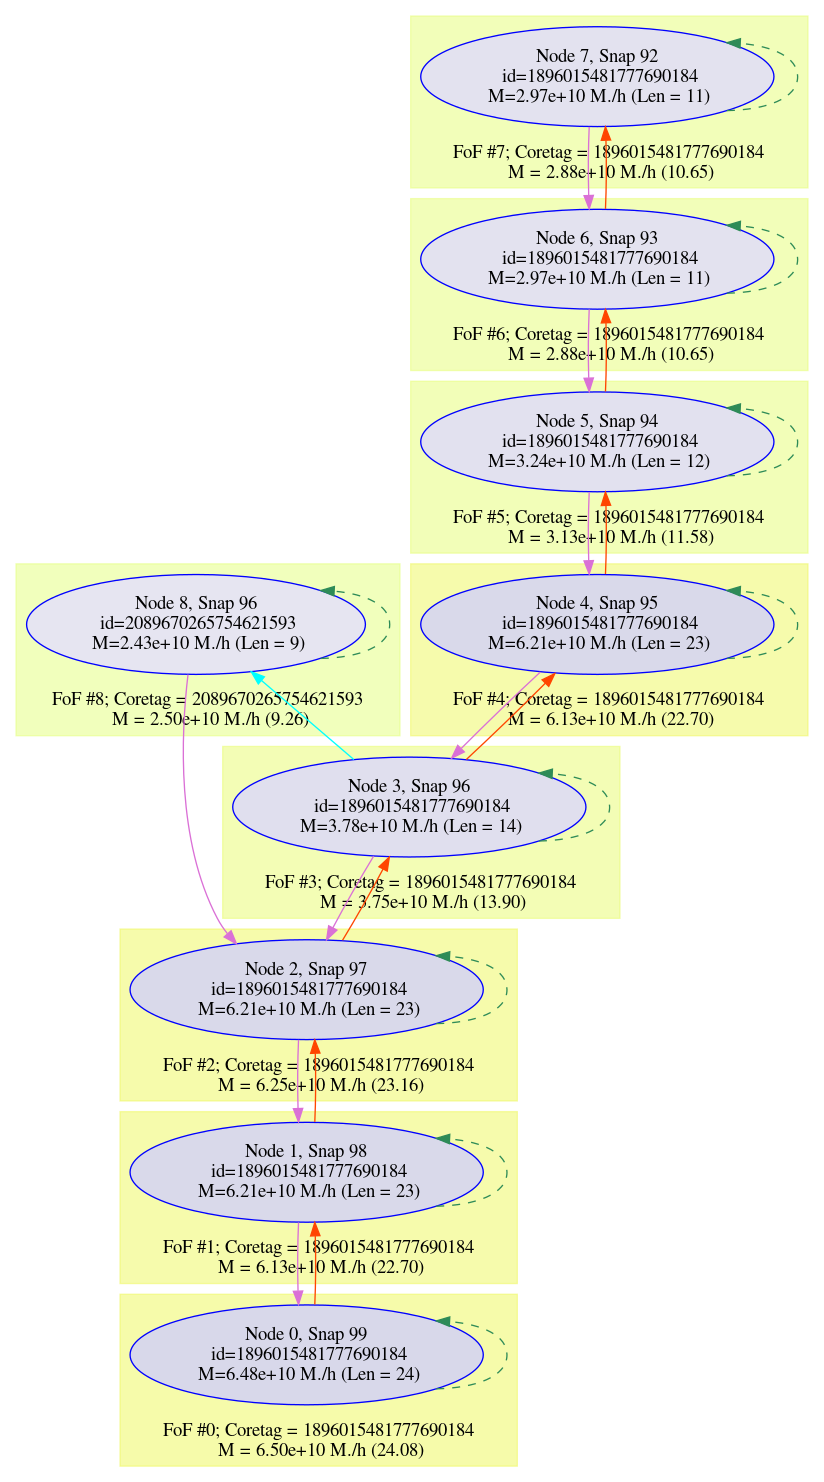 Node 7, Snap 92
id=1896015481777690184
M=2.97e+10 M./h (Len = 11)
FoF #7; Coretag = 1896015481777690184
M = 2.88e+10 M./h (10.65)
Node 6, Snap 93
id=1896015481777690184
M=2.97e+10 M./h (Len = 11)
FoF #6; Coretag = 1896015481777690184
M = 2.88e+10 M./h (10.65)
Node 5, Snap 94
id=1896015481777690184
M=3.24e+10 M./h (Len = 12)
FoF #5; Coretag = 1896015481777690184
M = 3.13e+10 M./h (11.58)
Node 8, Snap 96
id=2089670265754621593
M=2.43e+10 M./h (Len = 9)
FoF #8; Coretag = 2089670265754621593
M = 2.50e+10 M./h (9.26)
Node 4, Snap 95
id=1896015481777690184
M=6.21e+10 M./h (Len = 23)
FoF #4; Coretag = 1896015481777690184
M = 6.13e+10 M./h (22.70)
Node 3, Snap 96
id=1896015481777690184
M=3.78e+10 M./h (Len = 14)
FoF #3; Coretag = 1896015481777690184
M = 3.75e+10 M./h (13.90)
Node 2, Snap 97
id=1896015481777690184
M=6.21e+10 M./h (Len = 23)
FoF #2; Coretag = 1896015481777690184
M = 6.25e+10 M./h (23.16)
Node 1, Snap 98
id=1896015481777690184
M=6.21e+10 M./h (Len = 23)
FoF #1; Coretag = 1896015481777690184
M = 6.13e+10 M./h (22.70)
Node 0, Snap 99
id=1896015481777690184
M=6.48e+10 M./h (Len = 24)
FoF #0; Coretag = 1896015481777690184
M = 6.50e+10 M./h (24.08)